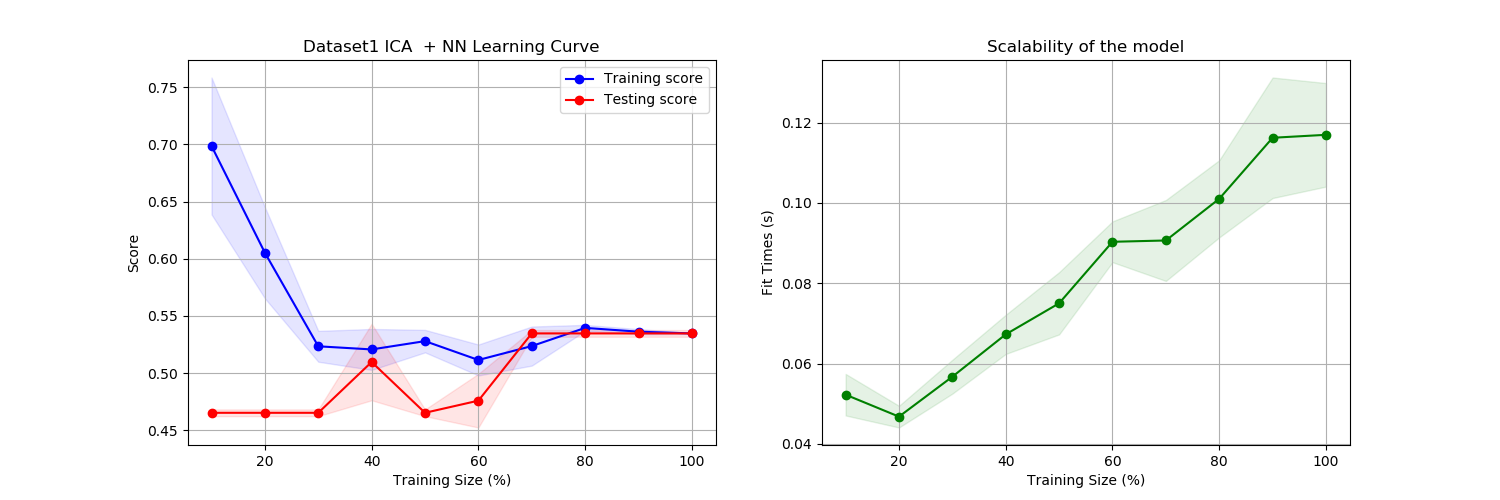 Dataset1 ICA  + NN Learning Curve
Training score
Testing score
0.75
0.70
0.65
0.60
0.55
0.50
0.45
Score
20
40
60
80
100
Training Size (%)
Scalability of the model
0.12
0.10
0.08
0.06
0.04
Fit Times (s)
20
40
60
80
100
Training Size (%)